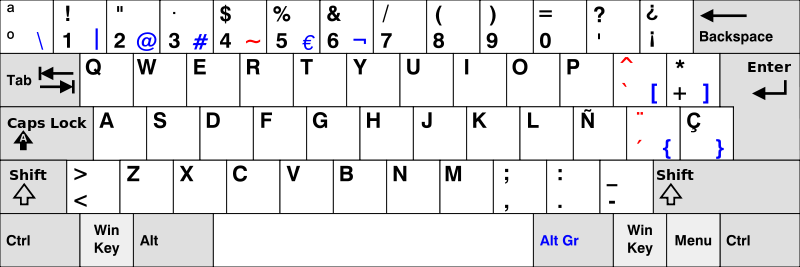 ª ! " · $ % & / ( ) = ? ¿
º \ 1 | 2 @ 3 # 4 ~ 5 € 6 ¬ 7 8 9 0 ' ¡ Backspace
Tab Q W E R T Y U I O P ^ * Enter
` [ + ]
Caps Lock A S D F G H J K L Ñ ¨ Ç
A ´ { }
Shift > Z X C V B N M ; : _ Shift
< , . -
Ctrl Win Alt Alt Gr Win Menu Ctrl
Key Key